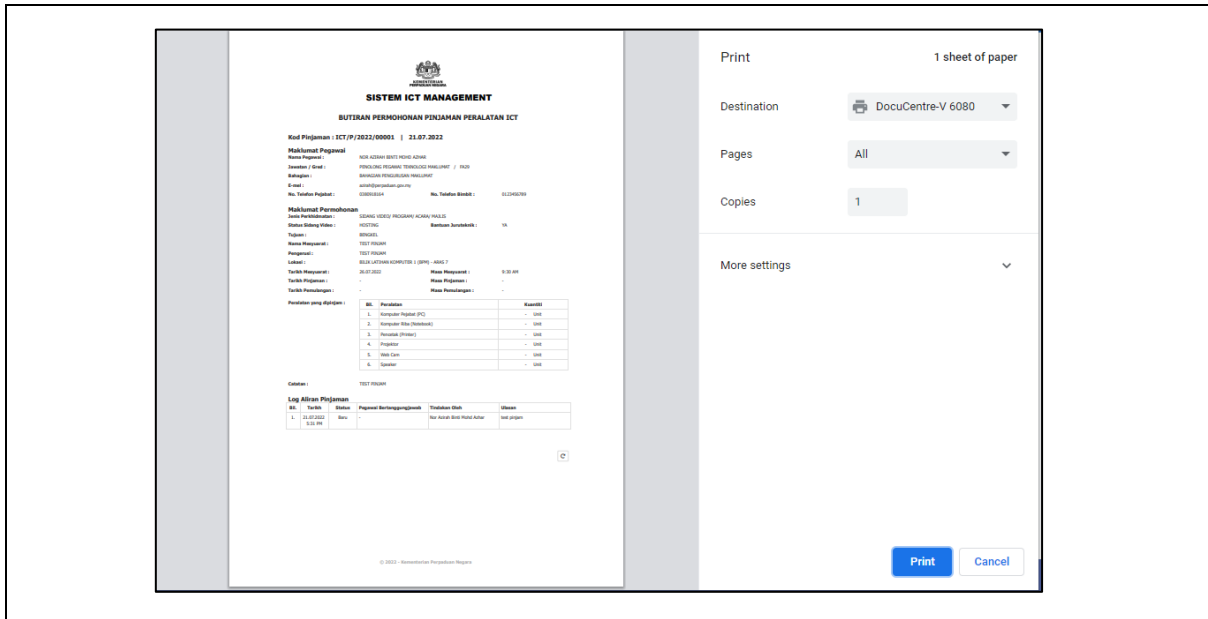 KEMENTERIAN
PERPADUAN NEGARA
SISTEM ICT MANAGEMENT
BUTIRAN PERMOHONAN PINJAMAN PERALATAN ICT
Kod Pinjaman : ICT/P/2022/00001 | 21.07.2022
Maklumat Pegawai
Nama Pegawai : NOR AZIRAH BINTI MOHD AZHAR
Jawatan / Gred : PENOLONG PEGAWAI TEKNOLOGI MAKLUMAT / FA29
Bahagian : BAHAGIAN PENGURUSAN MAKLUMAT
E-mel : azirah@perpaduan.gov.my
No. Telefon Pejabat : 0380918104 No. Telefon Bimbit : 0123456789
Maklumat Permohonan
Jenis Perkhidmatan : SIDANG VIDEO/ PROGRAM/ ACARA/ MAJLIS
Status Sidang Video : HOSTING Bantuan Juruteknik : YA
Tujuan : BENGKEL
Nama Mesyuarat : TEST PINJAM
Pengerusi : TEST PINJAM
Lokasi : BILIK LATIHAN KOMPUTER 1 (BPM) - ARAS 7
Tarikh Mesyuarat : 26.07.2022 Masa Mesyuarat : 9:30 AM
Tarikh Pinjaman : - Masa Pinjaman : -
Tarikh Pemulangan : - Masa Pemulangan : -
Peralatan yang dipinjam : Bil. Peralatan Kuantiti
1. Komputer Pejabat (PC) - Unit
2. Komputer Riba (Notebook) - Unit
3. Pencetak (Printer) - Unit
4. Projektor - Unit
5. Web Cam - Unit
6. Speaker - Unit
Catatan : TEST PINJAM
Log Aliran Pinjaman
Bil. Tarikh Status Pegawai Bertanggungjawab Tindakan Oleh Ulasan
1. 21.07.2022 Baru - Nor Azirah Binti Mohd Azhar test pinjam
5:31 PM
© 2022 - Kementerian Perpaduan Negara
Print 1 sheet of paper
Destination DocuCentre-V 6080
Pages All
Copies 1
More settings
Print Cancel